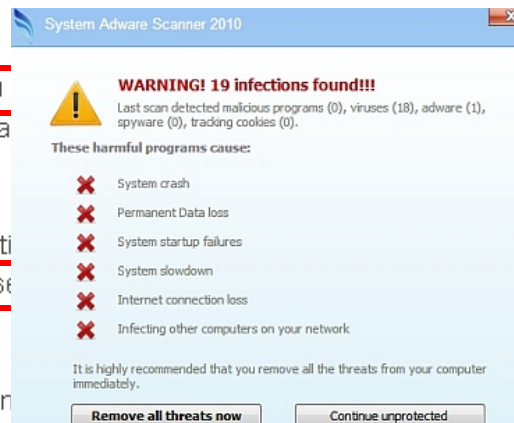 System Adware Scanner 2010
WARNING! 19 infections found!!!
Last scan detected malicious programs (0), viruses (18), adware (1),
spyware (0), tracking cookies (0).
These harmful programs cause:
System crash
Permanent Data loss
System startup failures
System slowdown
Internet connection loss
Infecting other computers on your network
It is highly recommended that you remove all the threats from your computer
immediately.
Remove all threats now
Continue unprotected